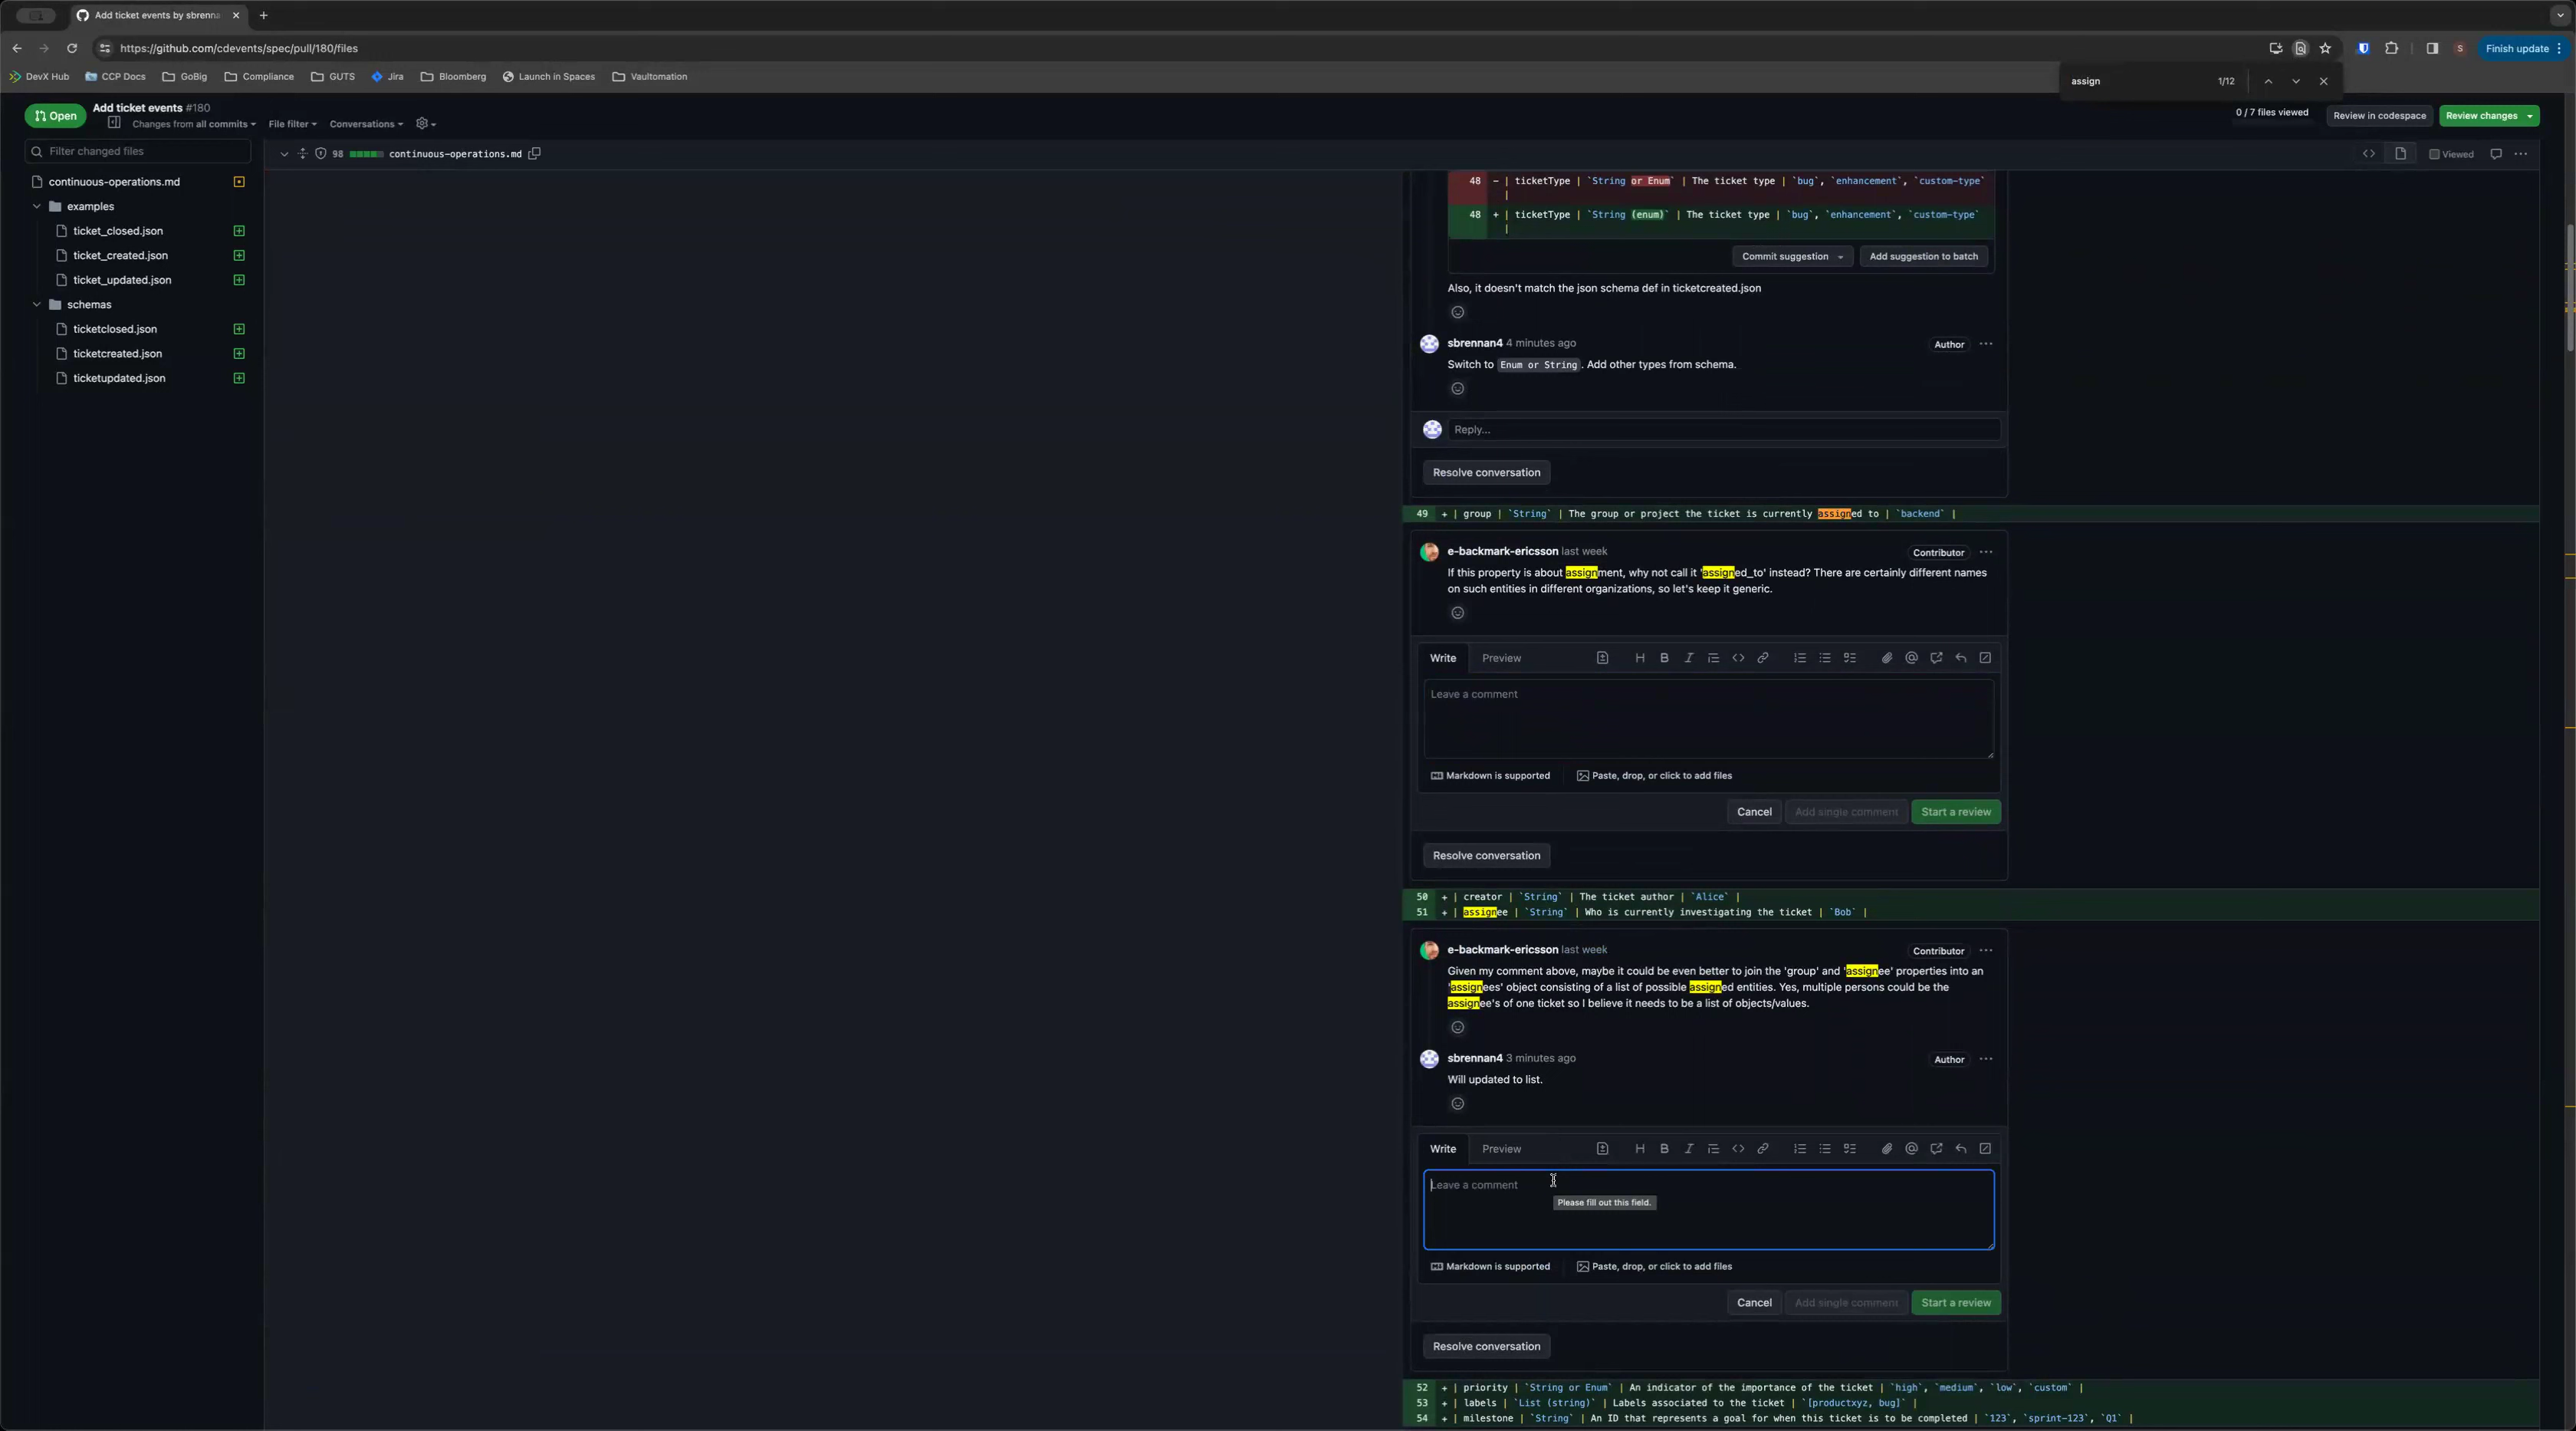 Add ticket events by sbrenna
https://github.com/cdevents/spec/pull/180/files
Finish update
DevX Hub CCP Docs GoBig Compliance GUTS Jira Bloomberg Launch in Spaces Vaultomation
assign 1/12
Open
Add ticket events #180
Changes from all commits File filter Conversations
0 / 7 files viewed Review in codespace Review changes
Filter changed files
98 continuous-operations.md
Viewed
continuous-operations.md
examples
ticket_closed.json
ticket_created.json
ticket_updated.json
schemas
ticketclosed.json
ticketcreated.json
ticketupdated.json
48 - | ticketType | `String or Enum` | The ticket type | `bug`, `enhancement`, `custom-type`
|
48 + | ticketType | `String (enum)` | The ticket type | `bug`, `enhancement`, `custom-type`
|
Commit suggestion Add suggestion to batch
Also, it doesn't match the json schema def in ticketcreated.json
sbrennan4 4 minutes ago Author
Switch to Enum or String . Add other types from schema.
Reply...
Resolve conversation
49 + | group | `String` | The group or project the ticket is currently assigned to | `backend` |
e-backmark-ericsson last week Contributor
If this property is about assignment, why not call it 'assigned_to' instead? There are certainly different names
on such entities in different organizations, so let's keep it generic.
Write Preview
Leave a comment
Markdown is supported Paste, drop, or click to add files
Cancel Add single comment Start a review
Resolve conversation
50 + | creator | `String` | The ticket author | `Alice` |
51 + | assignee | `String` | Who is currently investigating the ticket | `Bob` |
e-backmark-ericsson last week Contributor
Given my comment above, maybe it could be even better to join the 'group' and 'assignee' properties into an
'assignees' object consisting of a list of possible assigned entities. Yes, multiple persons could be the
assignee's of one ticket so I believe it needs to be a list of objects/values.
sbrennan4 3 minutes ago Author
Will updated to list.
Write Preview
Leave a comment
Please fill out this field.
Markdown is supported Paste, drop, or click to add files
Cancel Add single comment Start a review
Resolve conversation
52 + | priority | `String or Enum` | An indicator of the importance of the ticket | `high`, `medium`, `low`, `custom` |
53 + | labels | `List (string)` | Labels associated to the ticket | `[productxyz, bug]` |
54 + | milestone | `String` | An ID that represents a goal for when this ticket is to be completed | `123`, `sprint-123`, `Q1` |